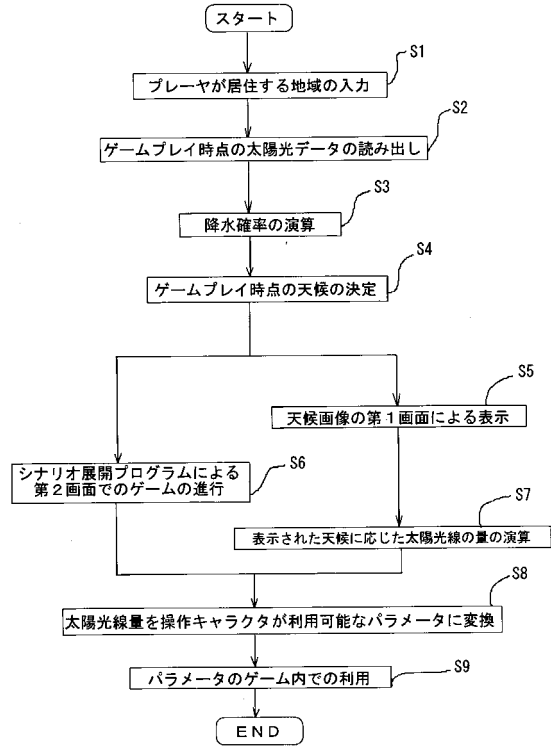 スタート
S1
プレーヤが居住する地域の入力
S2
ゲームプレイ時点の太陽光データの読み出し
S3
降水確率の演算
S4
ゲームプレイ時点の天候の決定
S5
天候画像の第1画面による表示
S6
シナリオ展開プログラムによる
第2画面でのゲームの進行
S7
表示された天候に応じた太陽光線の量の演算
S8
太陽光線量を操作キャラクタが利用可能なパラメータに変換
S9
パラメータのゲーム内での利用
END